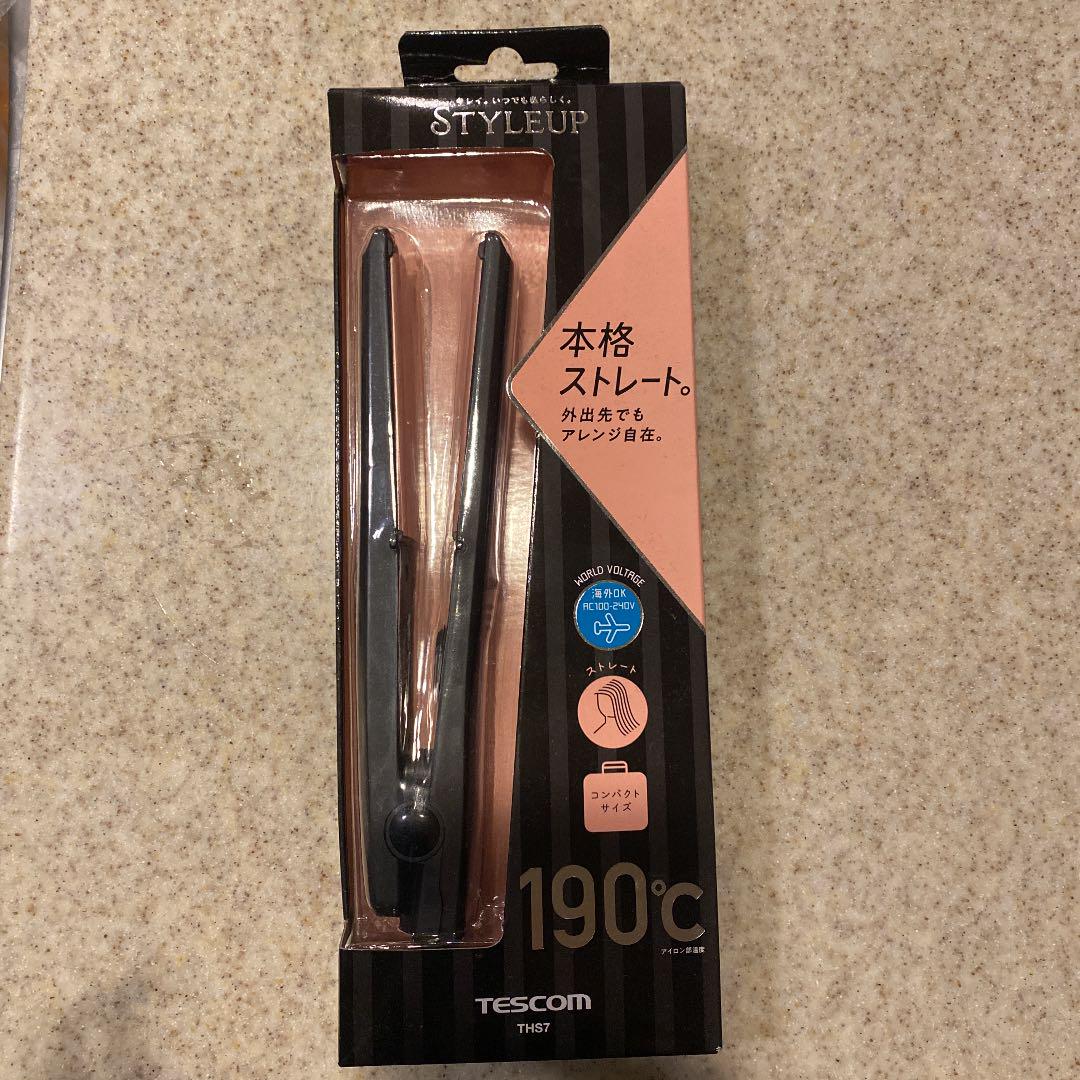 キレイ。いつでも私らしく。
STYLEUP
本格
ストレート。
外出先でも
アレンジ自在。
WORLD VOLTAGE
海外OK
AC100-240V
ストレート
コンパクト
サイズ
190℃
アイロン部温度
TESCOM
THS7